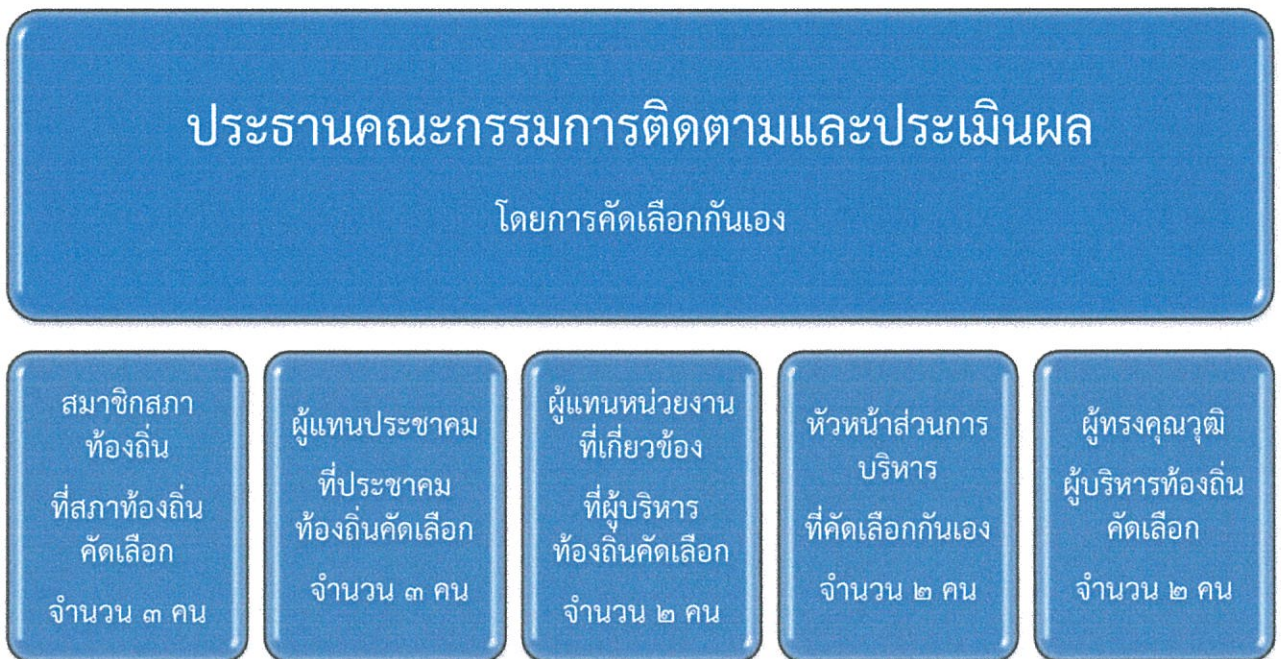 ประธานคณะกรรมการติดตามและประเมินผล
โดยการคัดเลือกกันเอง
สมาชิกสภา
ท้องถิ่น
ที่สภาท้องถิ่น
คัดเลือก
จำนวน ๓ คน
ผู้แทนประชาคม
ที่ประชาคม
ท้องถิ่นคัดเลือก
จำนวน ๓ คน
ผู้แทนหน่วยงาน
ที่เกี่ยวข้อง
ที่ผู้บริหาร
ท้องถิ่นคัดเลือก
จำนวน ๒ คน
หัวหน้าส่วนการ
บริหาร
ที่คัดเลือกกันเอง
จำนวน ๒ คน
ผู้ทรงคุณวุฒิ
ผู้บริหารท้องถิ่น
คัดเลือก
จำนวน ๒ คน